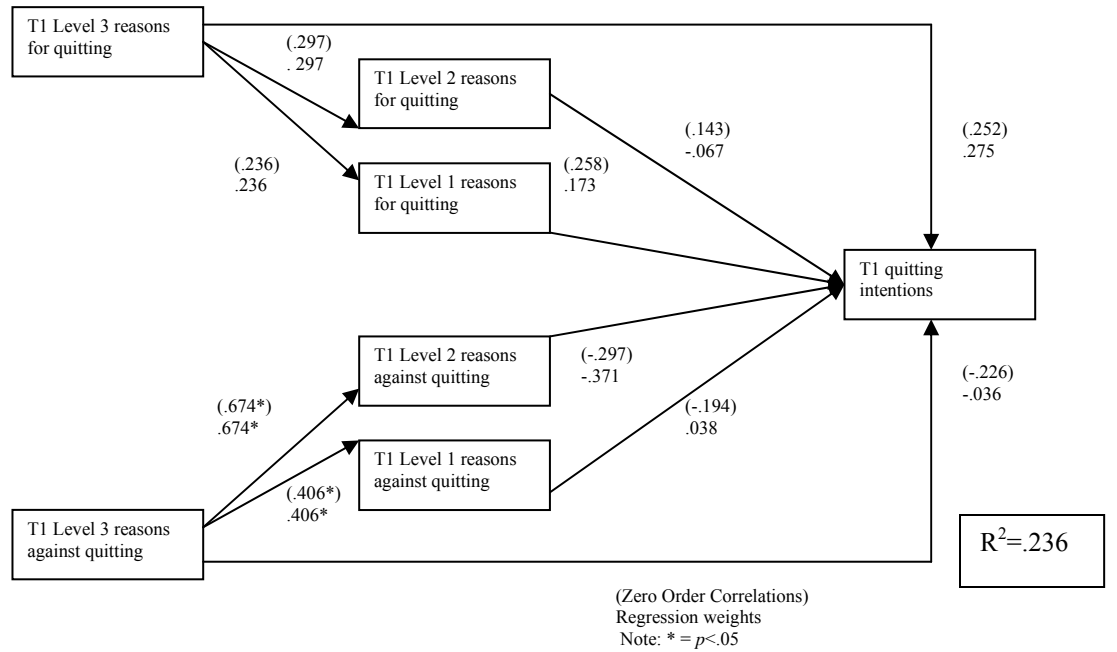 T1 Level 3 reasons
for quitting
(.297)
. 297
T1 Level 2 reasons
for quitting
(.143)
-.067
(.252)
.275
(.236)
.236
T1 Level 1 reasons
for quitting
(.258)
.173
T1 quitting
intentions
T1 Level 2 reasons
against quitting
(-.297)
-.371
(-.226)
-.036
(.674*)
.674*
(-.194)
.038
T1 Level 1 reasons
against quitting
(.406*)
.406*
T1 Level 3 reasons
against quitting
R²=.236
(Zero Order Correlations)
Regression weights
Note: * = p<.05